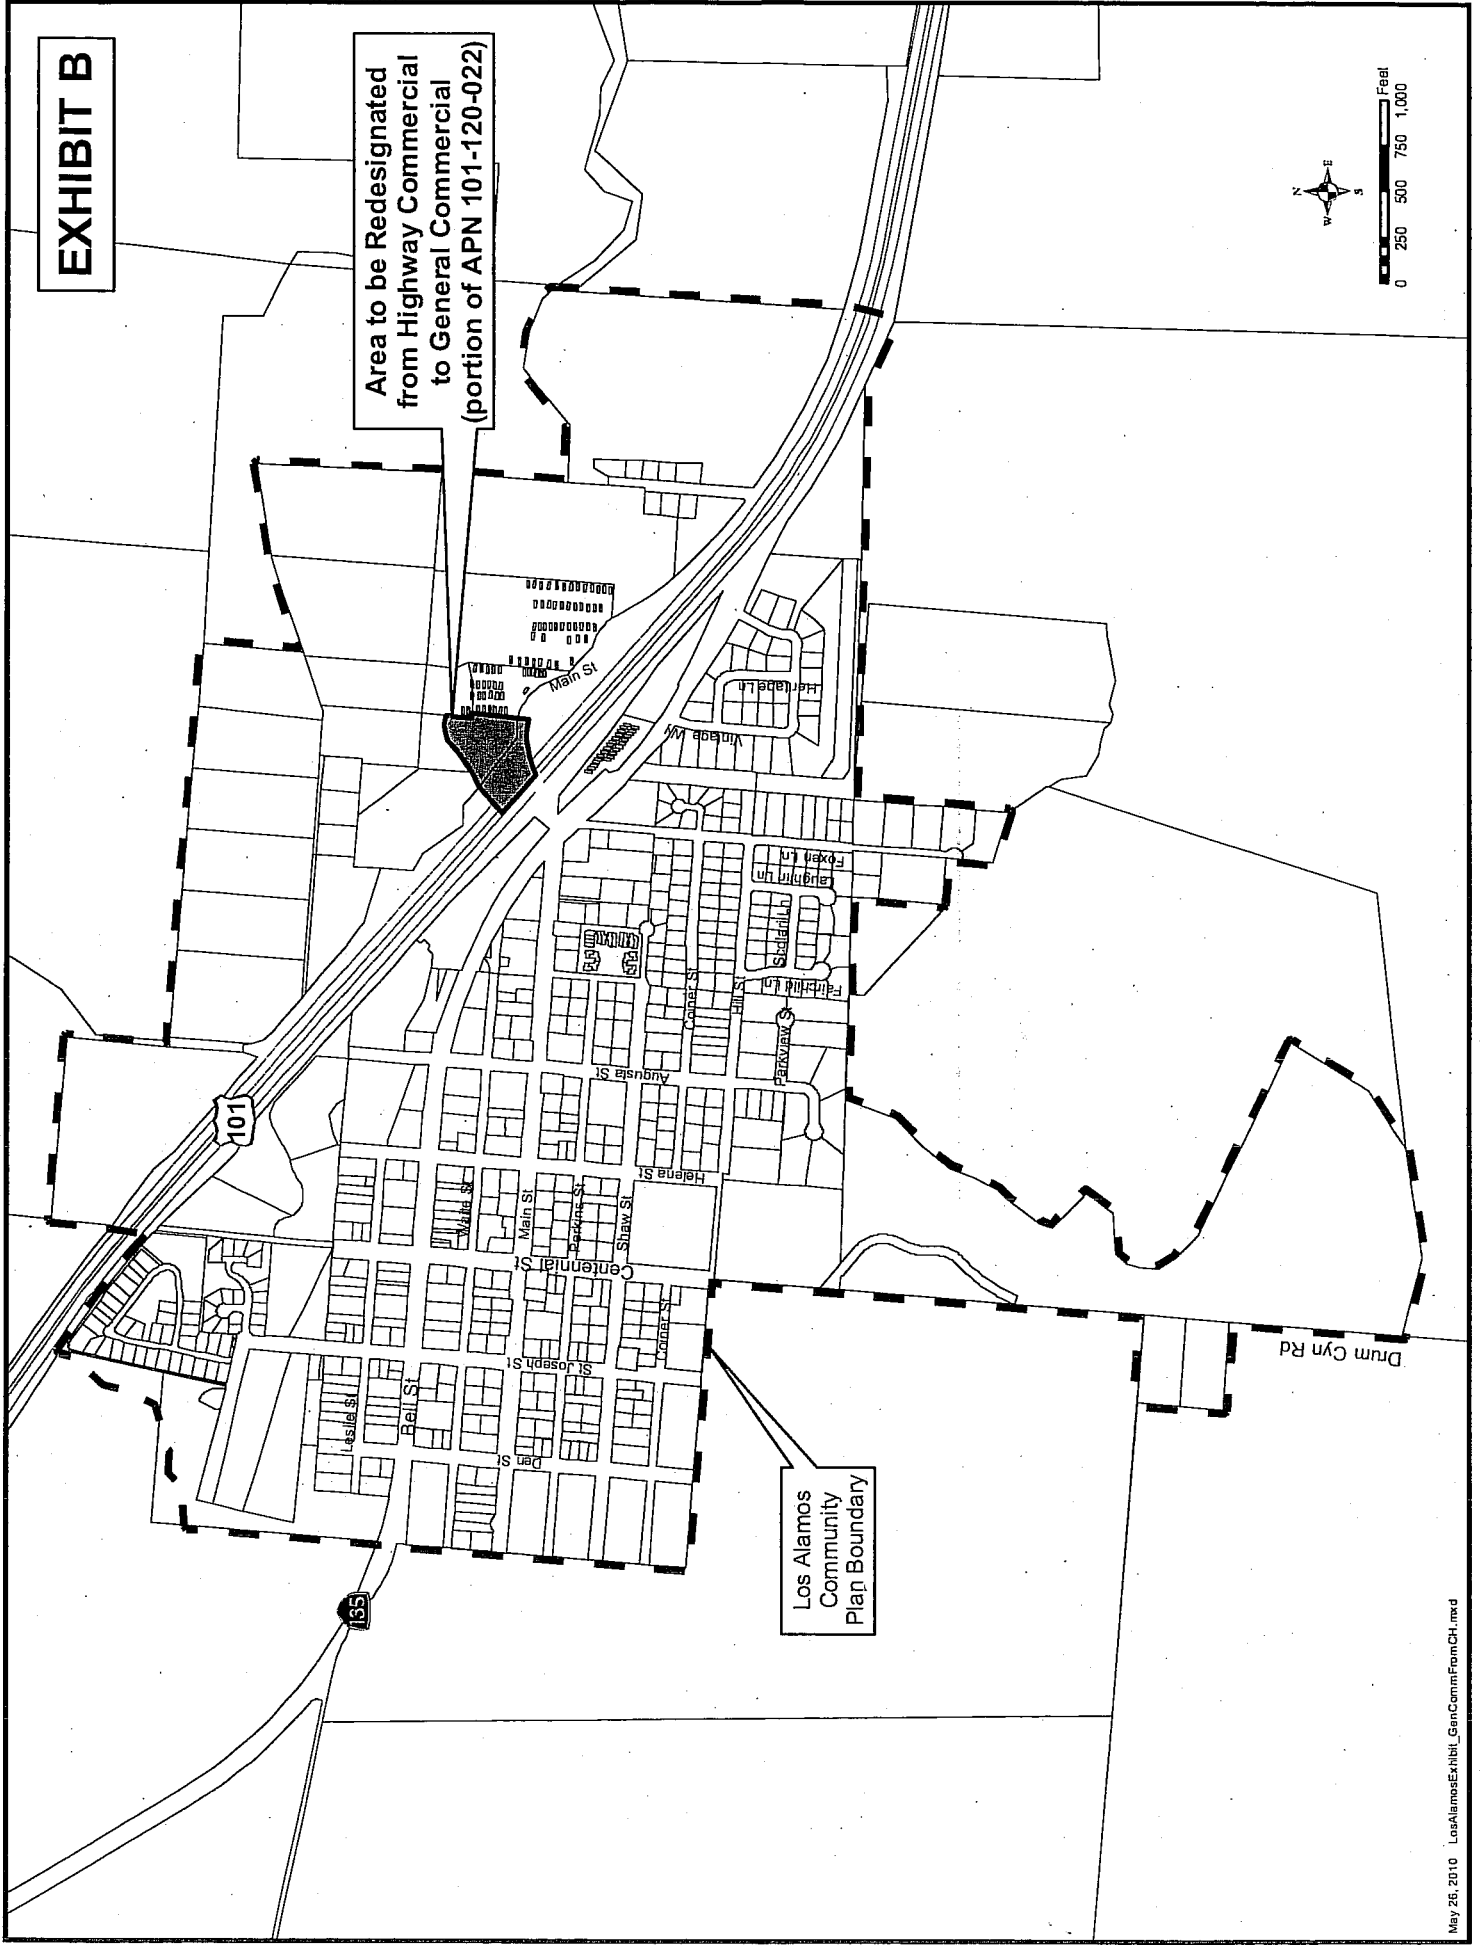 EXHIBIT B
Area to be Redesignated
from Highway Commercial
to General Commercial
(portion of APN 101-120-022)
N
W
E
S
0 250 500 750 1,000
Feet
101
135
Main St
Heritage Ln
Vintage Wy
Foxen Ln
Laughlin Ln
Scolari Ln
Fairchild Ln
Coiner St
Hill St
Parkview St
Augusta St
Helena St
Waite St
Main St
Perkins St
Shaw St
Centennial St
Coiner St
St Joseph St
Leslie St
Bell St
Den St
Drum Cyn Rd
Los Alamos
Community
Plan Boundary
May 26, 2010 LosAlamosExhibit_GenCommFromCH.mxd